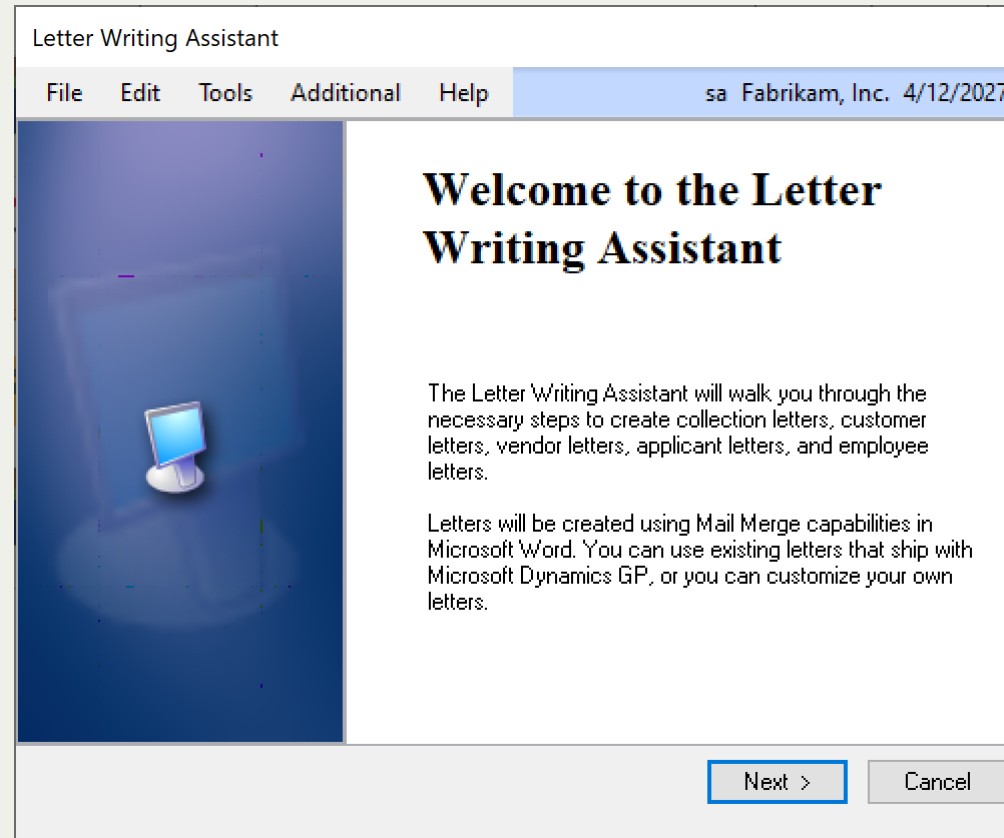 Letter Writing Assistant
File Edit Tools Additional Help sa Fabrikam, Inc. 4/12/2027
Welcome to the Letter
Writing Assistant
The Letter Writing Assistant will walk you through the
necessary steps to create collection letters, customer
letters, vendor letters, applicant letters, and employee
letters.
Letters will be created using Mail Merge capabilities in
Microsoft Word. You can use existing letters that ship with
Microsoft Dynamics GP, or you can customize your own
letters.
Next > Cancel